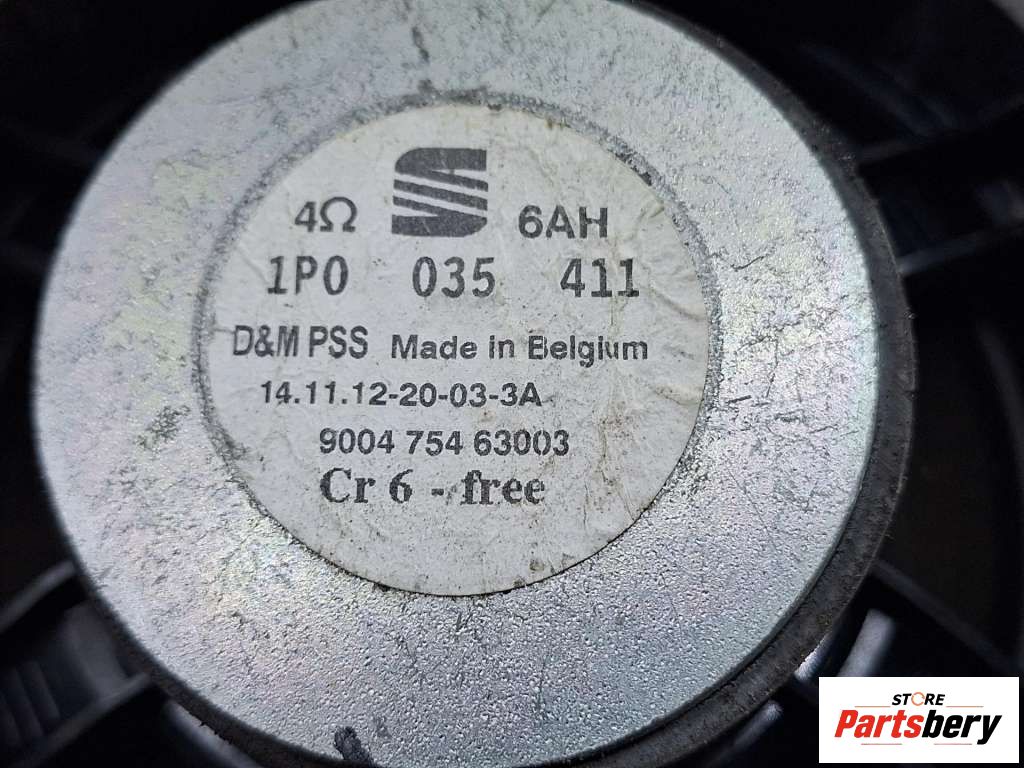 4Ω 6AH
1P0 035 411
D&M PSS Made in Belgium
14.11.12-20-03-3A
9004 754 63003
Cr 6 - free
STORE
Partsbery